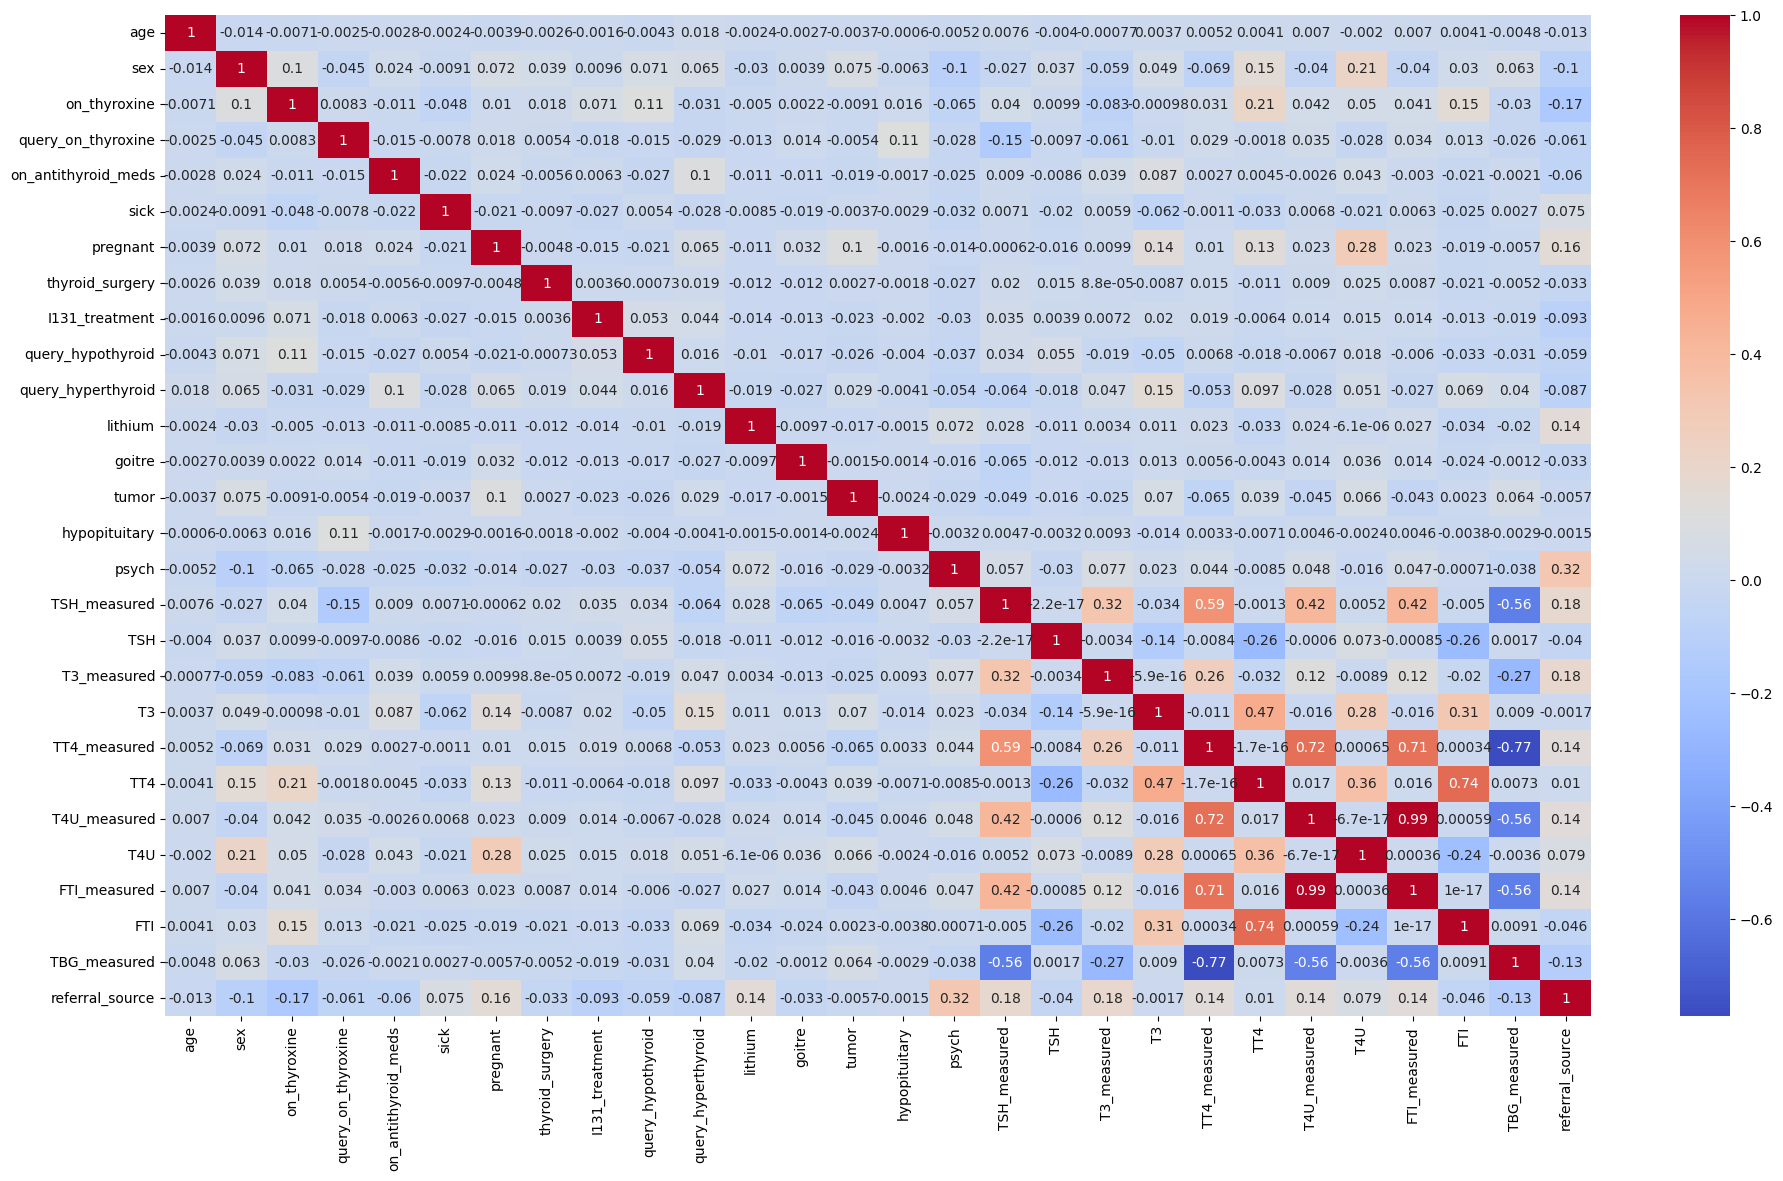 age 1 -0.014 -0.0071 -0.0025 -0.0028 -0.0024 -0.0039 -0.0026 -0.0016 -0.0043 0.018 -0.0024 -0.0027 -0.0037 -0.0006 -0.0052 0.0076 -0.004 -0.00077 0.0037 0.0052 0.0041 0.007 -0.002 0.007 0.0041 -0.0048 -0.013 1.0
sex -0.014 1 0.1 -0.045 0.024 -0.0091 0.072 0.039 0.0096 0.071 0.065 -0.03 0.0039 0.075 -0.0063 -0.1 -0.027 0.037 -0.059 0.049 -0.069 0.15 -0.04 0.21 -0.04 0.03 0.063 -0.1
on_thyroxine -0.0071 0.1 1 0.0083 -0.011 -0.048 0.01 0.018 0.071 0.11 -0.031 -0.005 0.0022 -0.0091 0.016 -0.065 0.04 0.0099 -0.083 -0.00098 0.031 0.21 0.042 0.05 0.041 0.15 -0.03 -0.17
query_on_thyroxine -0.0025 -0.045 0.0083 1 -0.015 -0.0078 0.018 0.0054 -0.018 -0.015 -0.029 -0.013 0.014 -0.0054 0.11 -0.028 -0.15 -0.0097 -0.061 -0.01 0.029 -0.0018 0.035 -0.028 0.034 0.013 -0.026 -0.061 0.8
on_antithyroid_meds -0.0028 0.024 -0.011 -0.015 1 -0.022 0.024 -0.0056 0.0063 -0.027 0.1 -0.011 -0.011 -0.019 -0.0017 -0.025 0.009 -0.0086 0.039 0.087 0.0027 0.0045 -0.0026 0.043 -0.003 -0.021 -0.0021 -0.06
sick -0.0024 -0.0091 -0.048 -0.0078 -0.022 1 -0.021 -0.0097 -0.027 0.0054 -0.028 -0.0085 -0.019 -0.0037 -0.0029 -0.032 0.0071 -0.02 0.0059 -0.062 -0.0011 -0.033 0.0068 -0.021 0.0063 -0.025 0.0027 0.075
pregnant -0.0039 0.072 0.01 0.018 0.024 -0.021 1 -0.0048 -0.015 -0.021 0.065 -0.011 0.032 0.1 -0.0016 -0.014 -0.00062 -0.016 0.0099 0.14 0.01 0.13 0.023 0.28 0.023 -0.019 -0.0057 0.16 0.6
thyroid_surgery -0.0026 0.039 0.018 0.0054 -0.0056 -0.0097 -0.0048 1 0.0036 -0.00073 0.019 -0.012 -0.012 0.0027 -0.0018 -0.027 0.02 0.015 8.8e-05 -0.0087 0.015 -0.011 0.009 0.025 0.0087 -0.021 -0.0052 -0.033
I131_treatment -0.0016 0.0096 0.071 -0.018 0.0063 -0.027 -0.015 0.0036 1 0.053 0.044 -0.014 -0.013 -0.023 -0.002 -0.03 0.035 0.0039 0.0072 0.02 0.019 -0.0064 0.014 0.015 0.014 -0.013 -0.019 -0.093
query_hypothyroid -0.0043 0.071 0.11 -0.015 -0.027 0.0054 -0.021 -0.00073 0.053 1 0.016 -0.01 -0.017 -0.026 -0.004 -0.037 0.034 0.055 -0.019 -0.05 0.0068 -0.018 -0.0067 0.018 -0.006 -0.033 -0.031 -0.059 0.4
query_hyperthyroid 0.018 0.065 -0.031 -0.029 0.1 -0.028 0.065 0.019 0.044 0.016 1 -0.019 -0.027 0.029 -0.0041 -0.054 -0.064 -0.018 0.047 0.15 -0.053 0.097 -0.028 0.051 -0.027 0.069 0.04 -0.087
lithium -0.0024 -0.03 -0.005 -0.013 -0.011 -0.0085 -0.011 -0.012 -0.014 -0.01 -0.019 1 -0.0097 -0.017 -0.0015 0.072 0.028 -0.011 0.0034 0.011 0.023 -0.033 0.024 -6.1e-06 0.027 -0.034 -0.02 0.14
goitre -0.0027 0.0039 0.0022 0.014 -0.011 -0.019 0.032 -0.012 -0.013 -0.017 -0.027 -0.0097 1 -0.0015 -0.0014 -0.016 -0.065 -0.012 -0.013 0.013 0.0056 -0.0043 0.014 0.036 0.014 -0.024 -0.0012 -0.033 0.2
tumor -0.0037 0.075 -0.0091 -0.0054 -0.019 -0.0037 0.1 0.0027 -0.023 -0.026 0.029 -0.017 -0.0015 1 -0.0024 -0.029 -0.049 -0.016 -0.025 0.07 -0.065 0.039 -0.045 0.066 -0.043 0.0023 0.064 -0.0057
hypopituitary -0.0006 -0.0063 0.016 0.11 -0.0017 -0.0029 -0.0016 -0.0018 -0.002 -0.004 -0.0041 -0.0015 -0.0014 -0.0024 1 -0.0032 0.0047 -0.0032 0.0093 -0.014 0.0033 -0.0071 0.0046 -0.0024 0.0046 -0.0038 -0.0029 -0.0015
psych -0.0052 -0.1 -0.065 -0.028 -0.025 -0.032 -0.014 -0.027 -0.03 -0.037 -0.054 0.072 -0.016 -0.029 -0.0032 1 0.057 -0.03 0.077 0.023 0.044 -0.0085 0.048 -0.016 0.047 -0.00071 -0.038 0.32 0.0
TSH_measured 0.0076 -0.027 0.04 -0.15 0.009 0.0071 -0.00062 0.02 0.035 0.034 -0.064 0.028 -0.065 -0.049 0.0047 0.057 1 -2.2e-17 0.32 -0.034 0.59 -0.0013 0.42 0.0052 0.42 -0.005 -0.56 0.18
TSH -0.004 0.037 0.0099 -0.0097 -0.0086 -0.02 -0.016 0.015 0.0039 0.055 -0.018 -0.011 -0.012 -0.016 -0.0032 -0.03 -2.2e-17 1 -0.0034 -0.14 -0.0084 -0.26 -0.0006 0.073 -0.00085 -0.26 0.0017 -0.04
T3_measured -0.00077 -0.059 -0.083 -0.061 0.039 0.0059 0.0099 8.8e-05 0.0072 -0.019 0.047 0.0034 -0.013 -0.025 0.0093 0.077 0.32 -0.0034 1 -5.9e-16 0.26 -0.032 0.12 -0.0089 0.12 -0.02 -0.27 0.18 −0.2
T3 0.0037 0.049 -0.00098 -0.01 0.087 -0.062 0.14 -0.0087 0.02 -0.05 0.15 0.011 0.013 0.07 -0.014 0.023 -0.034 -0.14 -5.9e-16 1 -0.011 0.47 -0.016 0.28 -0.016 0.31 0.009 -0.0017
TT4_measured 0.0052 -0.069 0.031 0.029 0.0027 -0.0011 0.01 0.015 0.019 0.0068 -0.053 0.023 0.0056 -0.065 0.0033 0.044 0.59 -0.0084 0.26 -0.011 1 -1.7e-16 0.72 0.00065 0.71 0.00034 -0.77 0.14
TT4 0.0041 0.15 0.21 -0.0018 0.0045 -0.033 0.13 -0.011 -0.0064 -0.018 0.097 -0.033 -0.0043 0.039 -0.0071 -0.0085 -0.0013 -0.26 -0.032 0.47 -1.7e-16 1 0.017 0.36 0.016 0.74 0.0073 0.01 −0.4
T4U_measured 0.007 -0.04 0.042 0.035 -0.0026 0.0068 0.023 0.009 0.014 -0.0067 -0.028 0.024 0.014 -0.045 0.0046 0.048 0.42 -0.0006 0.12 -0.016 0.72 0.017 1 -6.7e-17 0.99 0.00059 -0.56 0.14
T4U -0.002 0.21 0.05 -0.028 0.043 -0.021 0.28 0.025 0.015 0.018 0.051 -6.1e-06 0.036 0.066 -0.0024 -0.016 0.0052 0.073 -0.0089 0.28 0.00065 0.36 -6.7e-17 1 0.00036 -0.24 -0.0036 0.079
FTI_measured 0.007 -0.04 0.041 0.034 -0.003 0.0063 0.023 0.0087 0.014 -0.006 -0.027 0.027 0.014 -0.043 0.0046 0.047 0.42 -0.00085 0.12 -0.016 0.71 0.016 0.99 0.00036 1 1e-17 -0.56 0.14
FTI 0.0041 0.03 0.15 0.013 -0.021 -0.025 -0.019 -0.021 -0.013 -0.033 0.069 -0.034 -0.024 0.0023 -0.0038 -0.00071 -0.005 -0.26 -0.02 0.31 0.00034 0.74 0.00059 -0.24 1e-17 1 0.0091 -0.046 −0.6
TBG_measured -0.0048 0.063 -0.03 -0.026 -0.0021 0.0027 -0.0057 -0.0052 -0.019 -0.031 0.04 -0.02 -0.0012 0.064 -0.0029 -0.038 -0.56 0.0017 -0.27 0.009 -0.77 0.0073 -0.56 -0.0036 -0.56 0.0091 1 -0.13
referral_source -0.013 -0.1 -0.17 -0.061 -0.06 0.075 0.16 -0.033 -0.093 -0.059 -0.087 0.14 -0.033 -0.0057 -0.0015 0.32 0.18 -0.04 0.18 -0.0017 0.14 0.01 0.14 0.079 0.14 -0.046 -0.13 1
age sex on_thyroxine query_on_thyroxine on_antithyroid_meds sick pregnant thyroid_surgery I131_treatment query_hypothyroid query_hyperthyroid lithium goitre tumor hypopituitary psych TSH_measured TSH T3_measured T3 TT4_measured TT4 T4U_measured T4U FTI_measured FTI TBG_measured referral_source